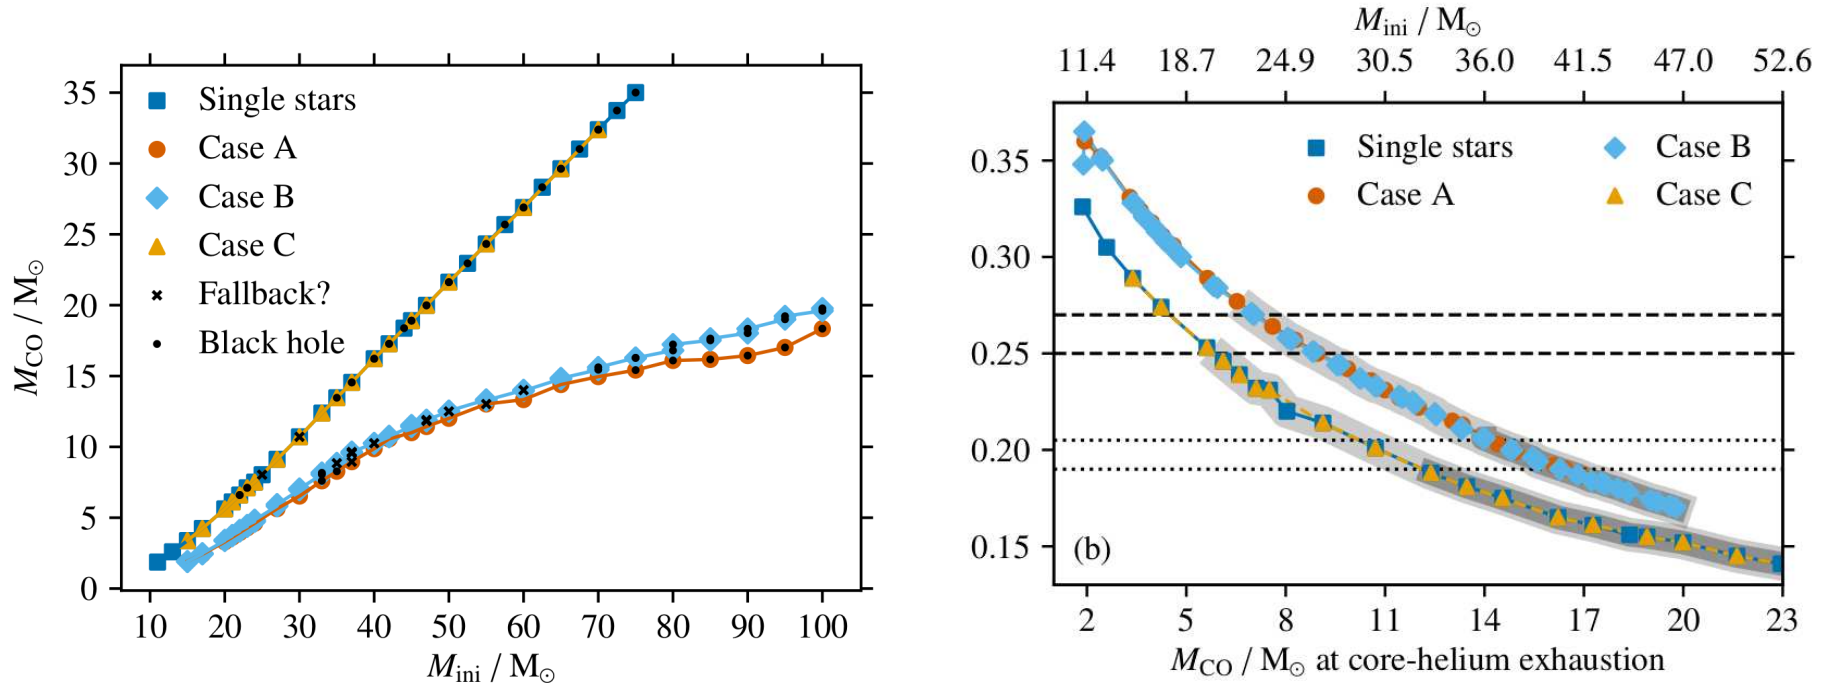 35
30
25
20
15
10
5
0
M_CO / M_⊙
Single stars
Case A
Case B
Case C
Fallback?
Black hole
10 20 30 40 50 60 70 80 90 100
M_ini / M_⊙
M_ini / M_⊙
11.4 18.7 24.9 30.5 36.0 41.5 47.0 52.6
0.35
0.30
0.25
0.20
0.15
Single stars
Case A
Case B
Case C
(b)
2 5 8 11 14 17 20 23
M_CO / M_⊙ at core-helium exhaustion